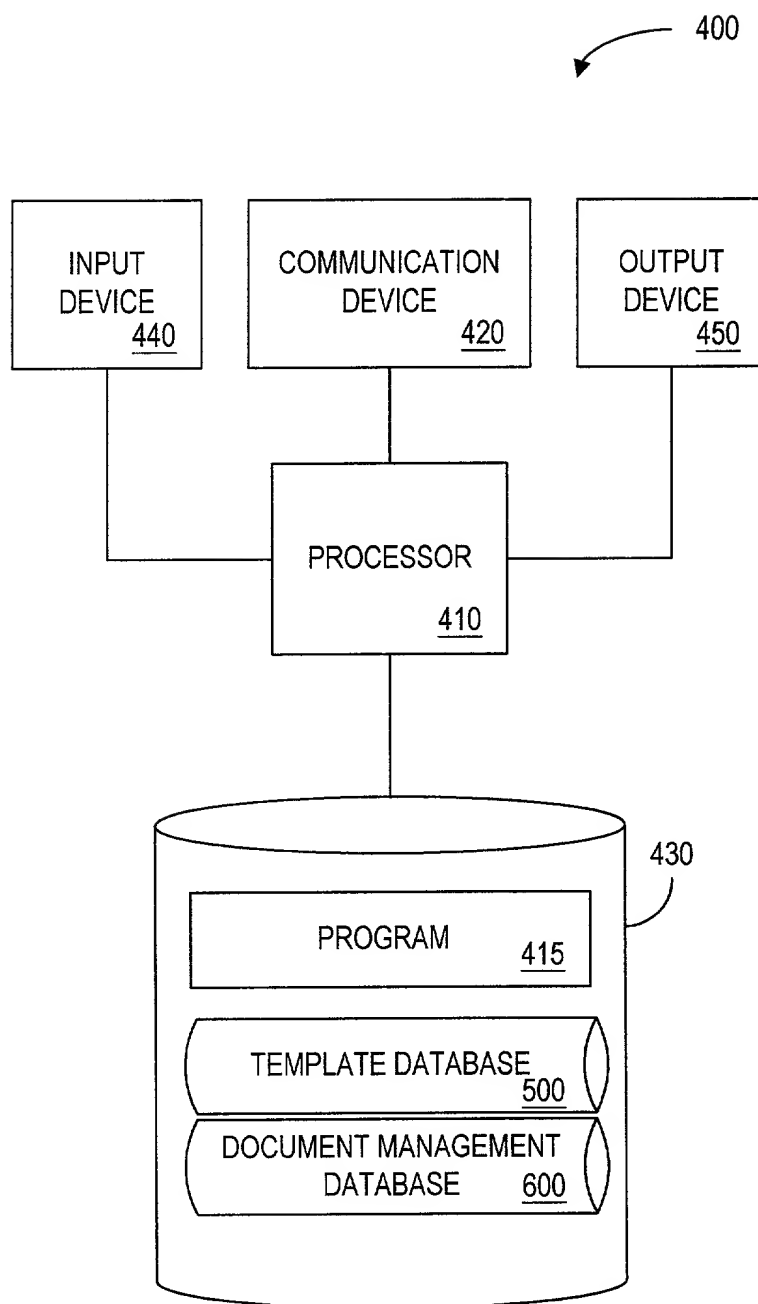 400
INPUT
DEVICE
440
COMMUNICATION
DEVICE
420
OUTPUT
DEVICE
450
PROCESSOR
410
430
PROGRAM
415
TEMPLATE DATABASE
500
DOCUMENT MANAGEMENT
DATABASE
600